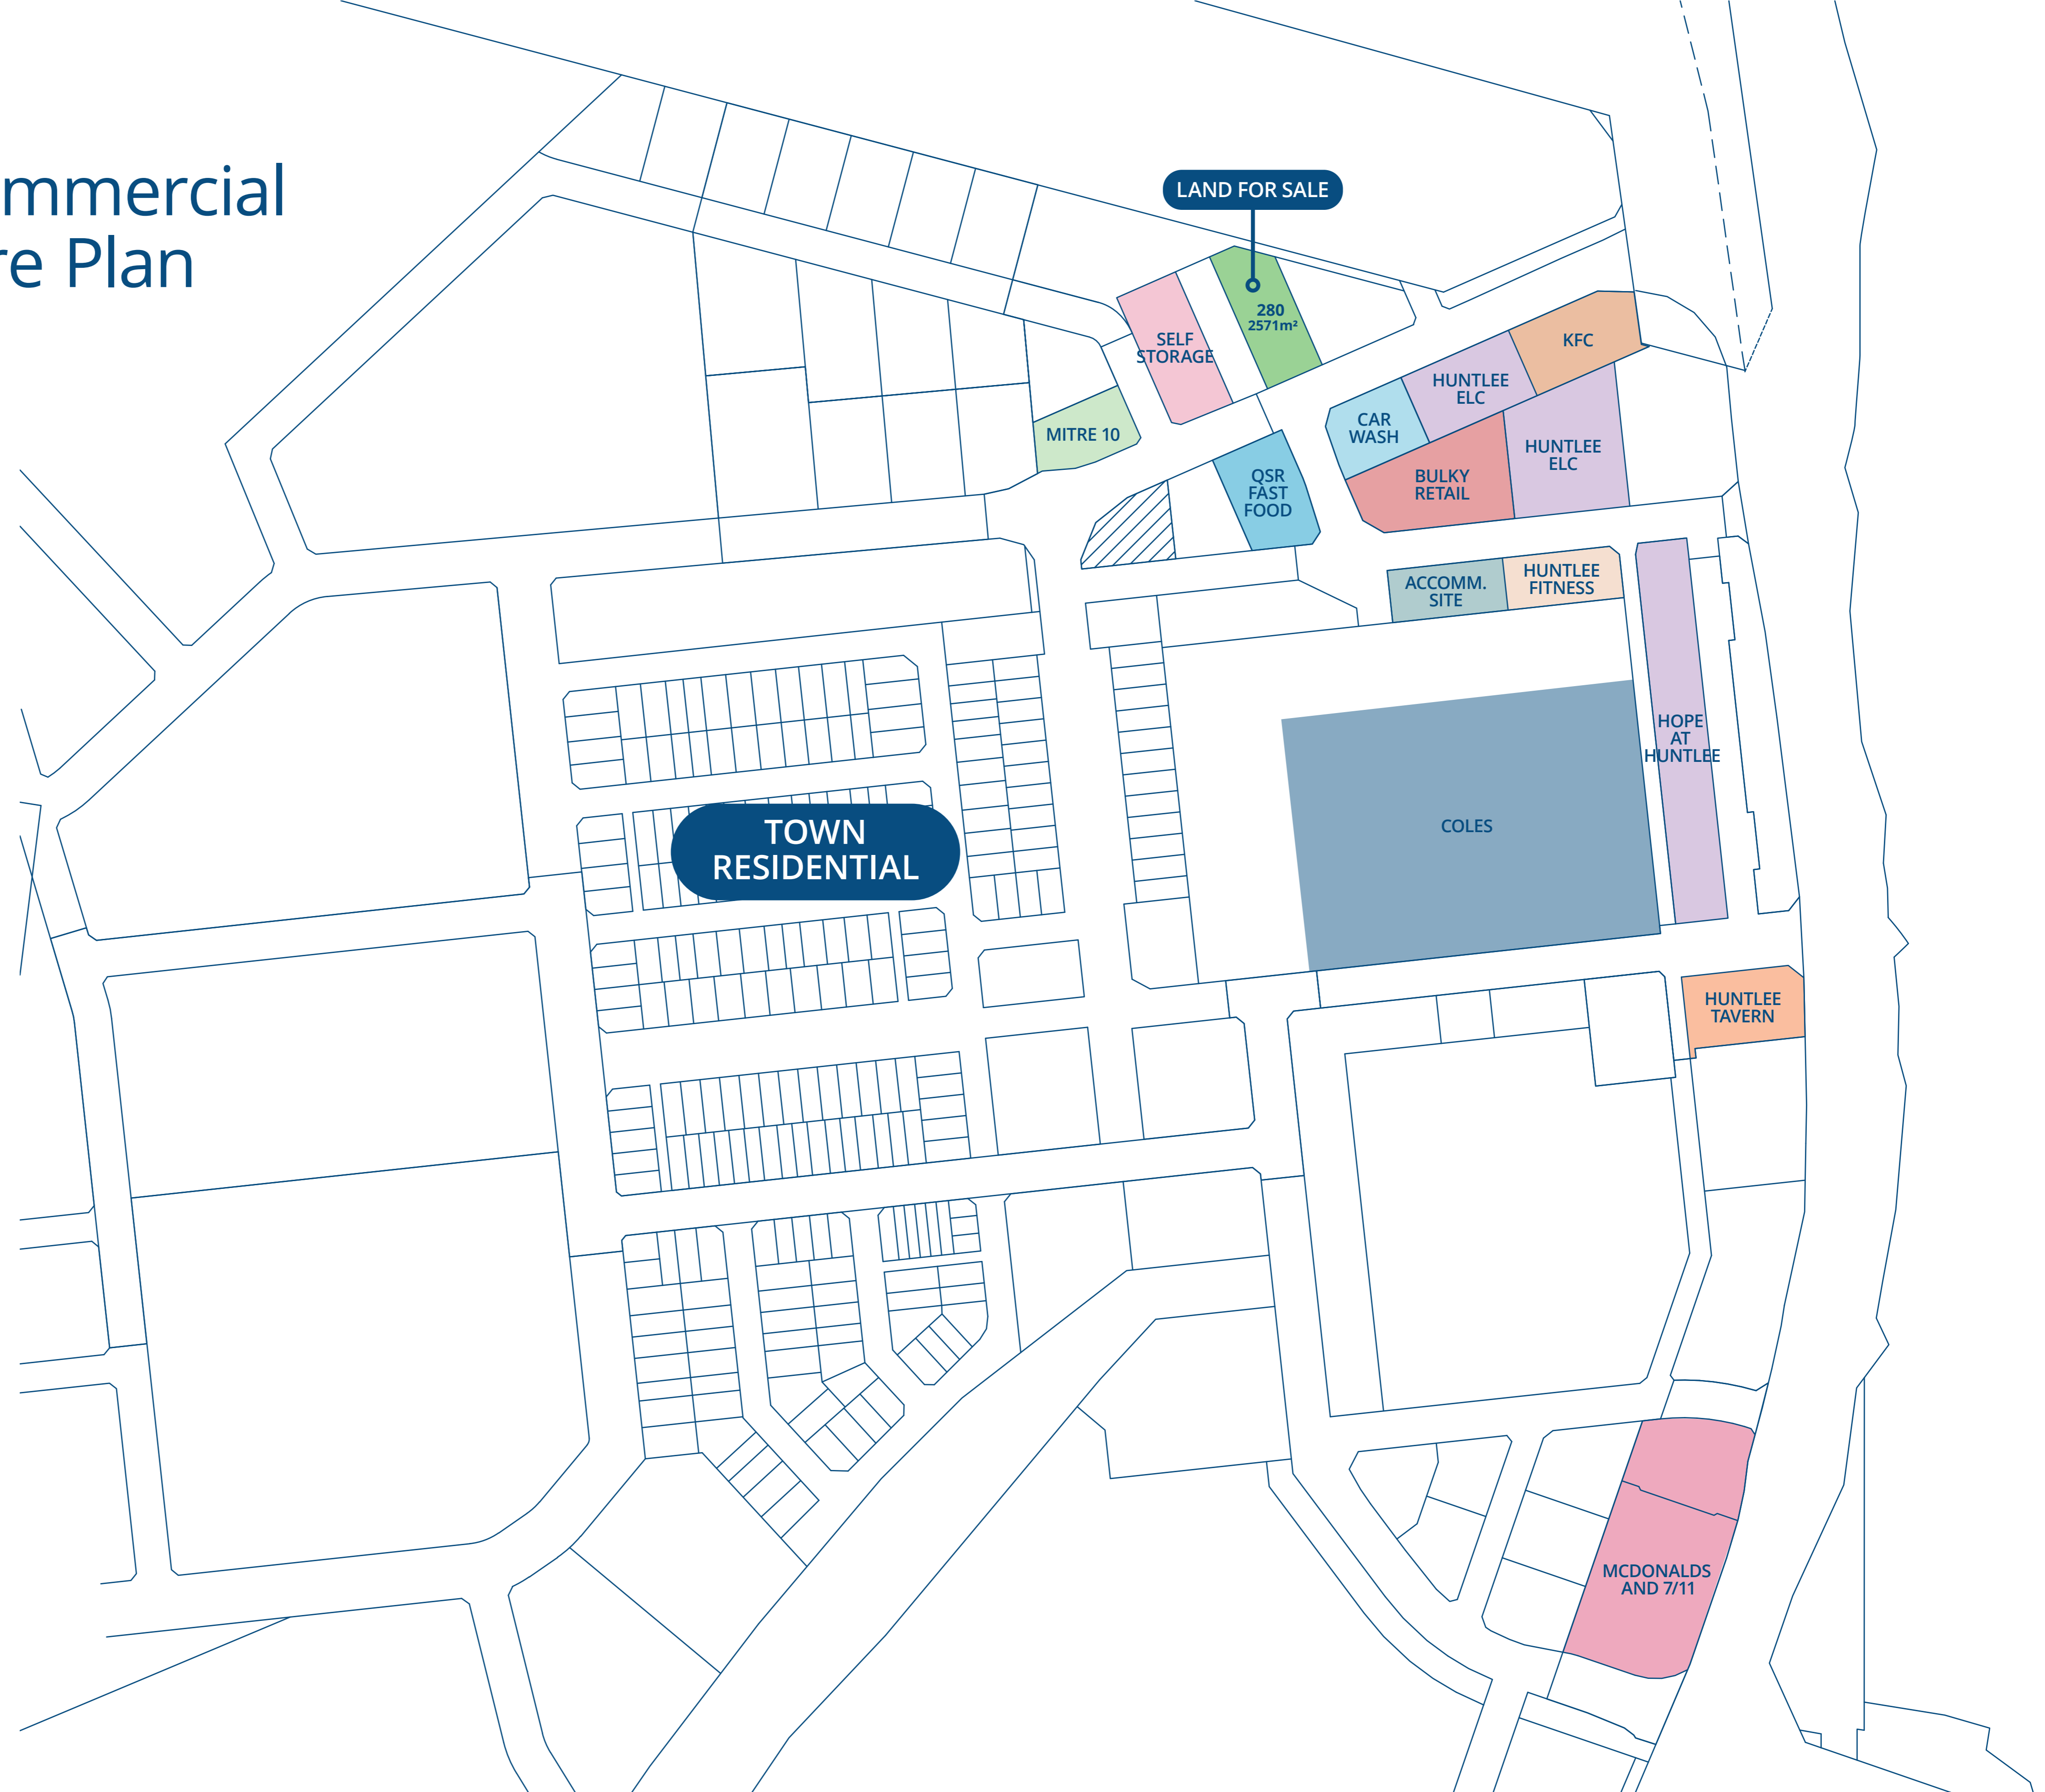 mmercial
re Plan
LAND FOR SALE
280
2571m²
SELF
STORAGE
KFC
HUNTLEE
ELC
CAR
WASH
MITRE 10
HUNTLEE
ELC
BULKY
RETAIL
QSR
FAST
FOOD
ACCOMM.
SITE
HUNTLEE
FITNESS
HOPE
AT
HUNTLEE
COLES
TOWN
RESIDENTIAL
HUNTLEE
TAVERN
MCDONALDS
AND 7/11